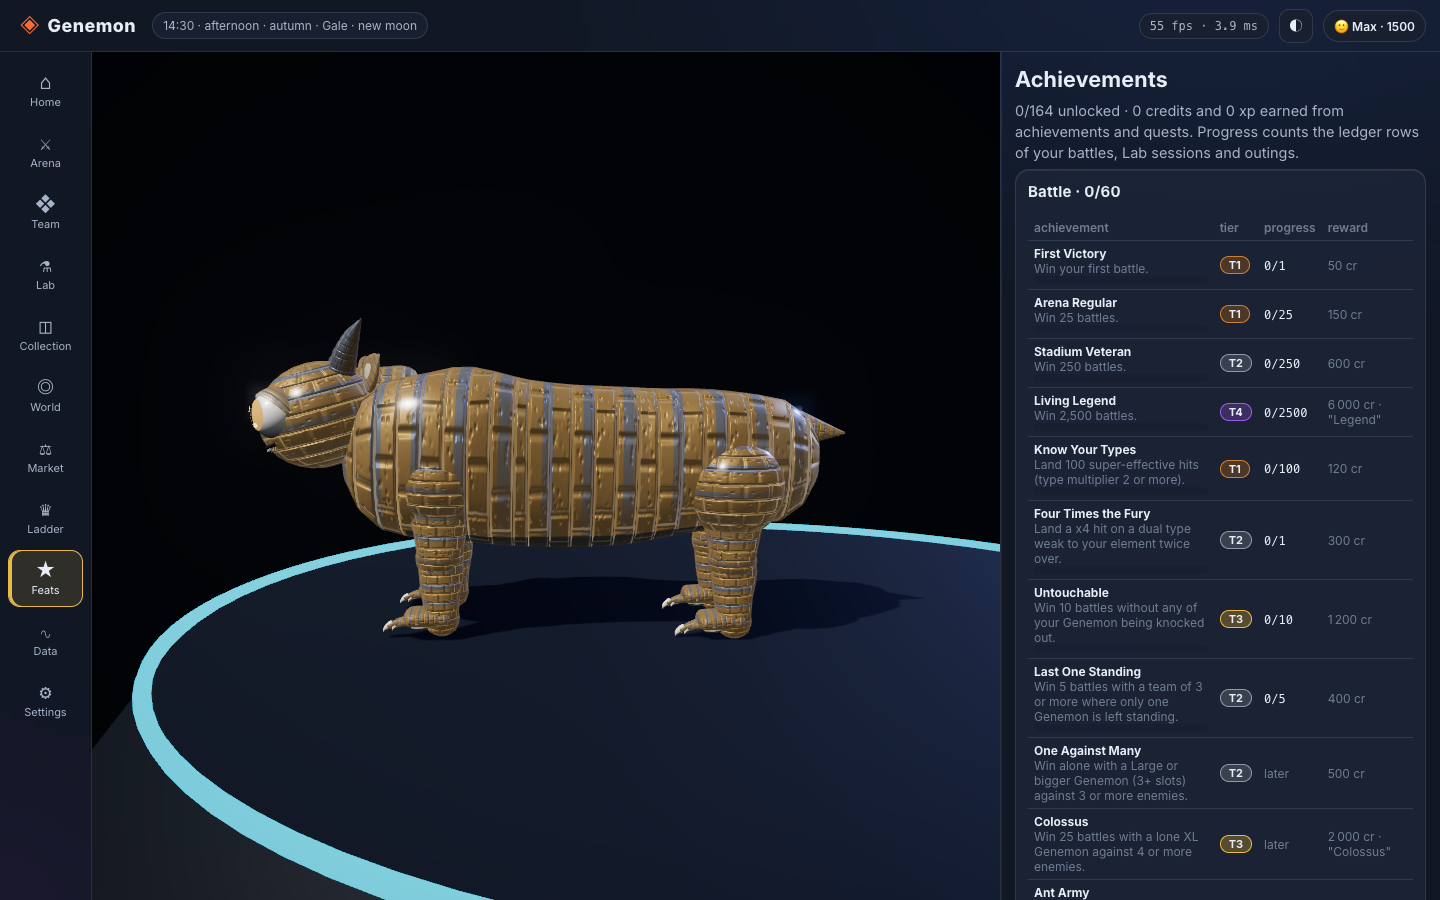 Genemon
14:30 · afternoon · autumn · Gale · new moon
55 fps · 3.9 ms
Max · 1500
Home
Arena
Team
Lab
Collection
World
Market
Ladder
Feats
Data
Settings
Achievements
0/164 unlocked · 0 credits and 0 xp earned from
achievements and quests. Progress counts the ledger rows
of your battles, Lab sessions and outings.
Battle · 0/60
achievement tier progress reward
First Victory
Win your first battle.
T1 0/1 50 cr
Arena Regular
Win 25 battles.
T1 0/25 150 cr
Stadium Veteran
Win 250 battles.
T2 0/250 600 cr
Living Legend
Win 2,500 battles.
T4 0/2500 6 000 cr ·
"Legend"
Know Your Types
Land 100 super-effective hits
(type multiplier 2 or more).
T1 0/100 120 cr
Four Times the Fury
Land a x4 hit on a dual type
weak to your element twice
over.
T2 0/1 300 cr
Untouchable
Win 10 battles without any of
your Genemon being knocked
out.
T3 0/10 1 200 cr
Last One Standing
Win 5 battles with a team of 3
or more where only one
Genemon is left standing.
T2 0/5 400 cr
One Against Many
Win alone with a Large or
bigger Genemon (3+ slots)
against 3 or more enemies.
T2 later 500 cr
Colossus
Win 25 battles with a lone XL
Genemon against 4 or more
enemies.
T3 later 2 000 cr ·
"Colossus"
Ant Army